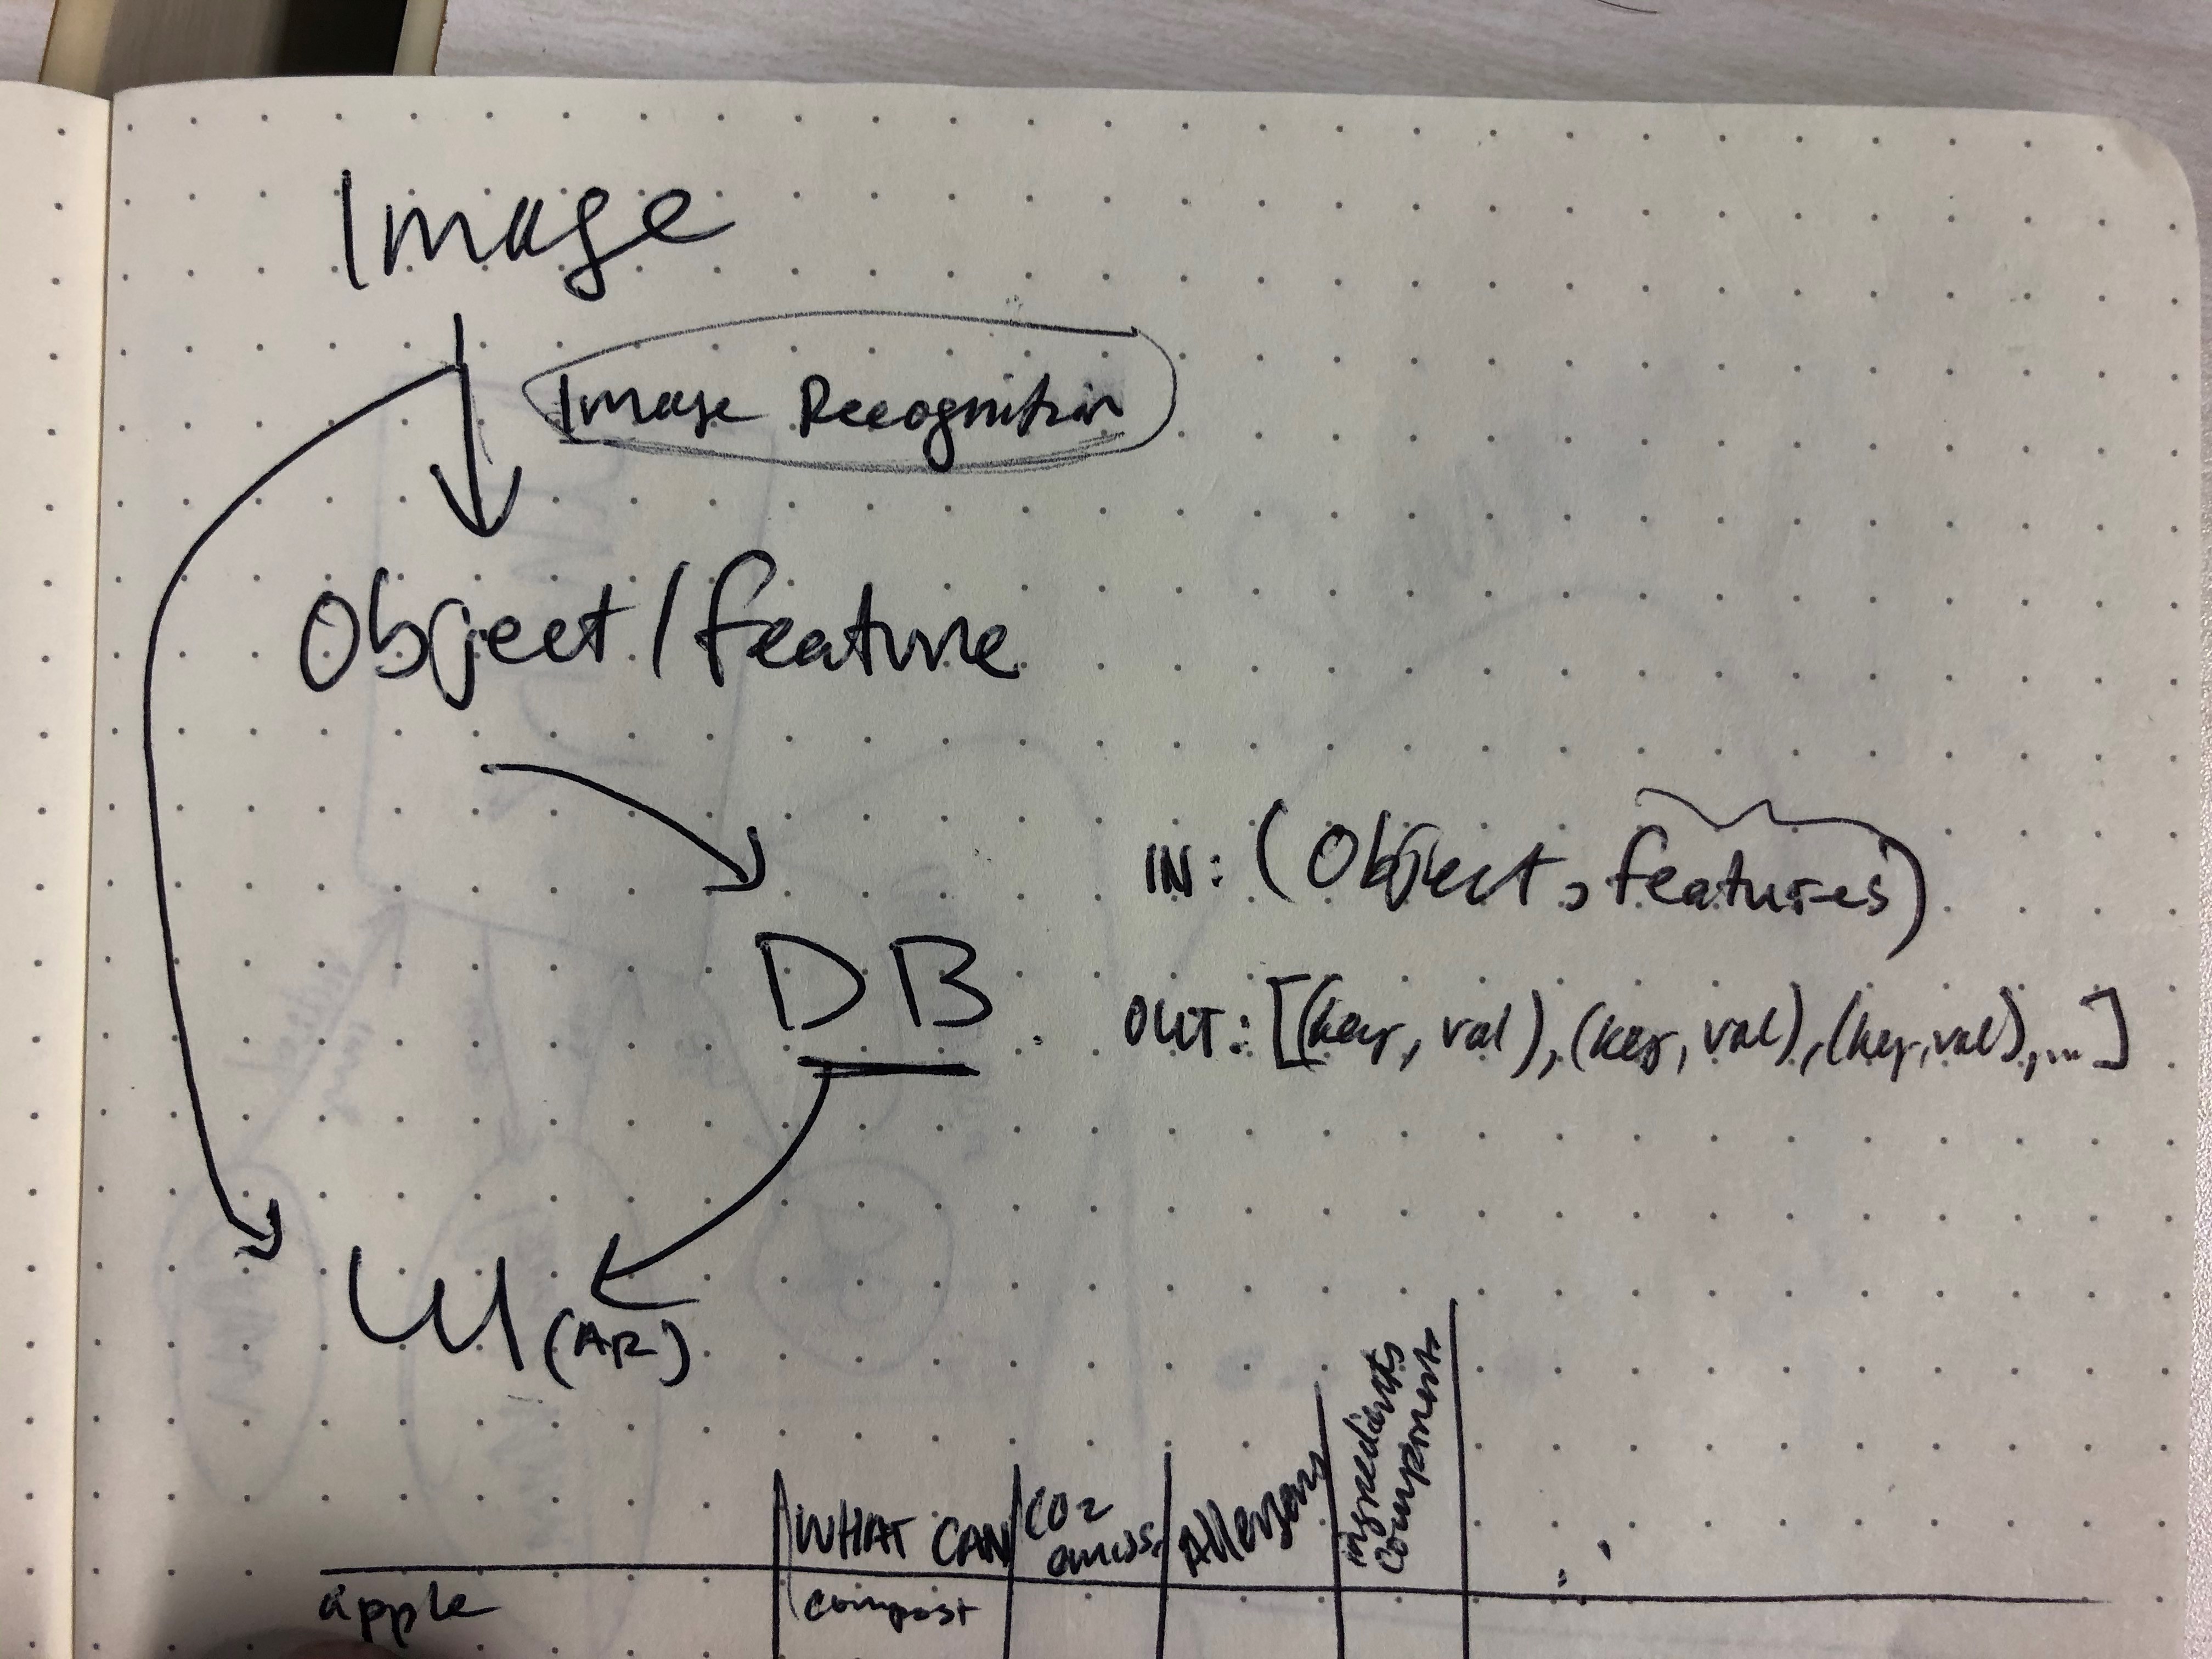 Image
Image Recognition
Object/feature
IN: (Object, features)
DB
OUT: [(key, val), (key, val), (key, val), ...]
UI (AR)
WHAT CAN
CO2
emiss.
Allergens
ingredients
components
apple
compost